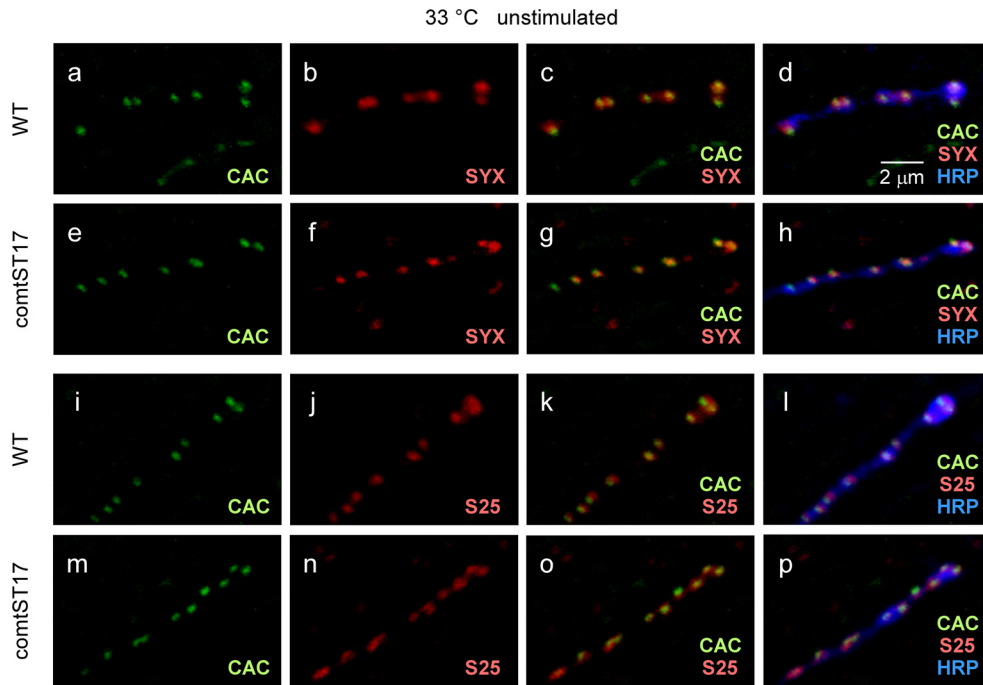 33 °C unstimulated
WT
a
CAC
b
SYX
c
CAC
SYX
d
CAC
SYX
HRP
2 μm
comtST17
e
CAC
f
SYX
g
CAC
SYX
h
CAC
SYX
HRP
WT
i
CAC
j
S25
k
CAC
S25
l
CAC
S25
HRP
comtST17
m
CAC
n
S25
o
CAC
S25
p
CAC
S25
HRP